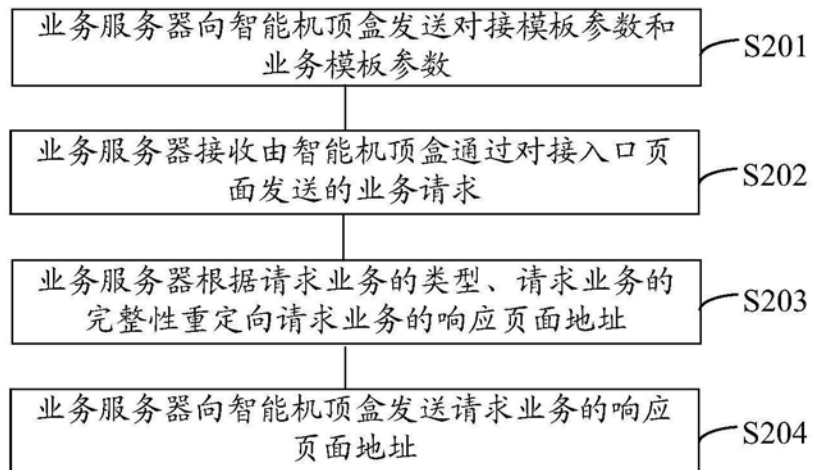 业务服务器向智能机顶盒发送对接模板参数和
业务模板参数
S201
业务服务器接收由智能机顶盒通过对接入口页
面发送的业务请求
S202
业务服务器根据请求业务的类型、请求业务的
完整性重定向请求业务的响应页面地址
S203
业务服务器向智能机顶盒发送请求业务的响应
页面地址
S204